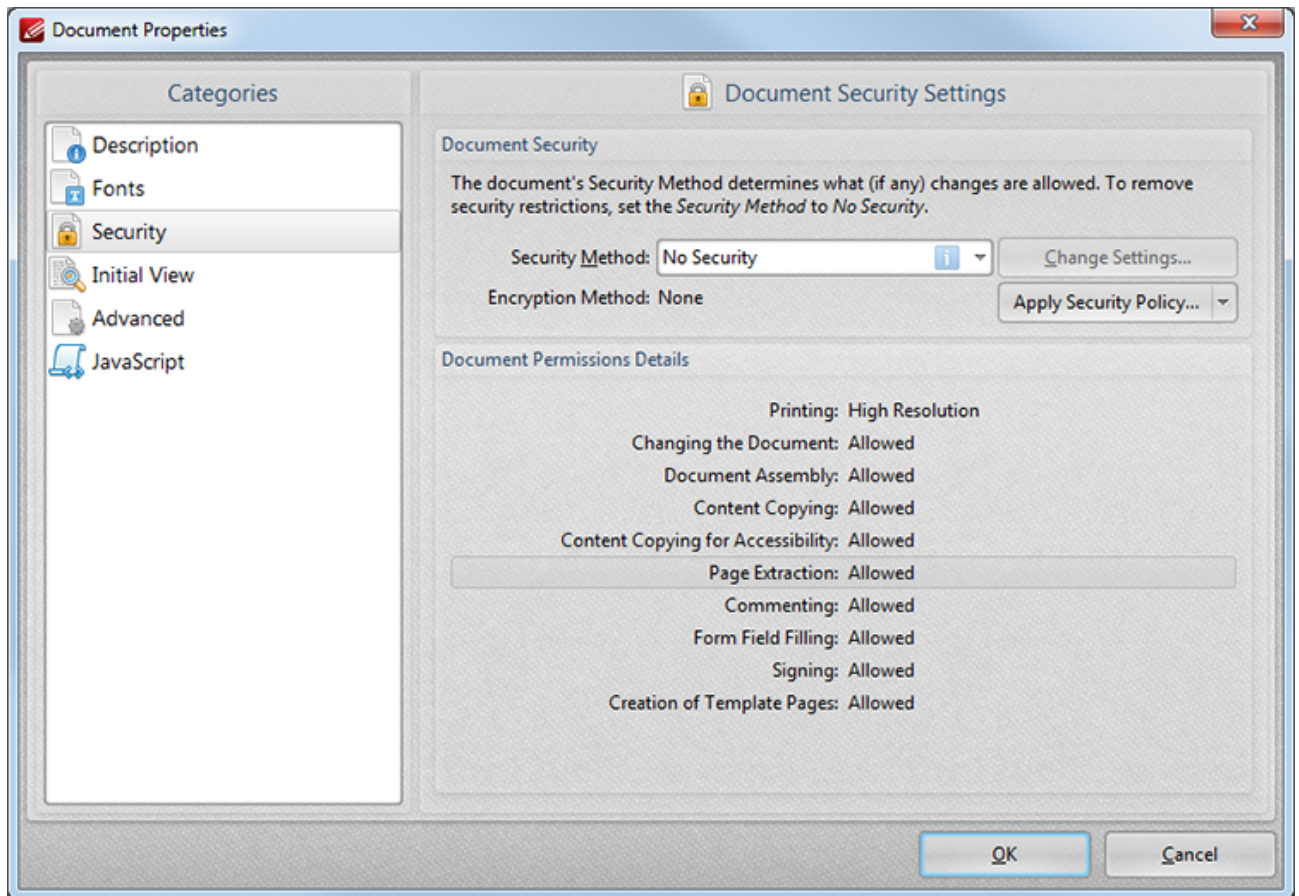 Document Properties
Categories
Description
Fonts
Security
Initial View
Advanced
JavaScript
Document Security Settings
Document Security
The document's Security Method determines what (if any) changes are allowed. To remove
security restrictions, set the Security Method to No Security.
Security Method: No Security Change Settings...
Encryption Method: None Apply Security Policy...
Document Permissions Details
Printing: High Resolution
Changing the Document: Allowed
Document Assembly: Allowed
Content Copying: Allowed
Content Copying for Accessibility: Allowed
Page Extraction: Allowed
Commenting: Allowed
Form Field Filling: Allowed
Signing: Allowed
Creation of Template Pages: Allowed
OK Cancel